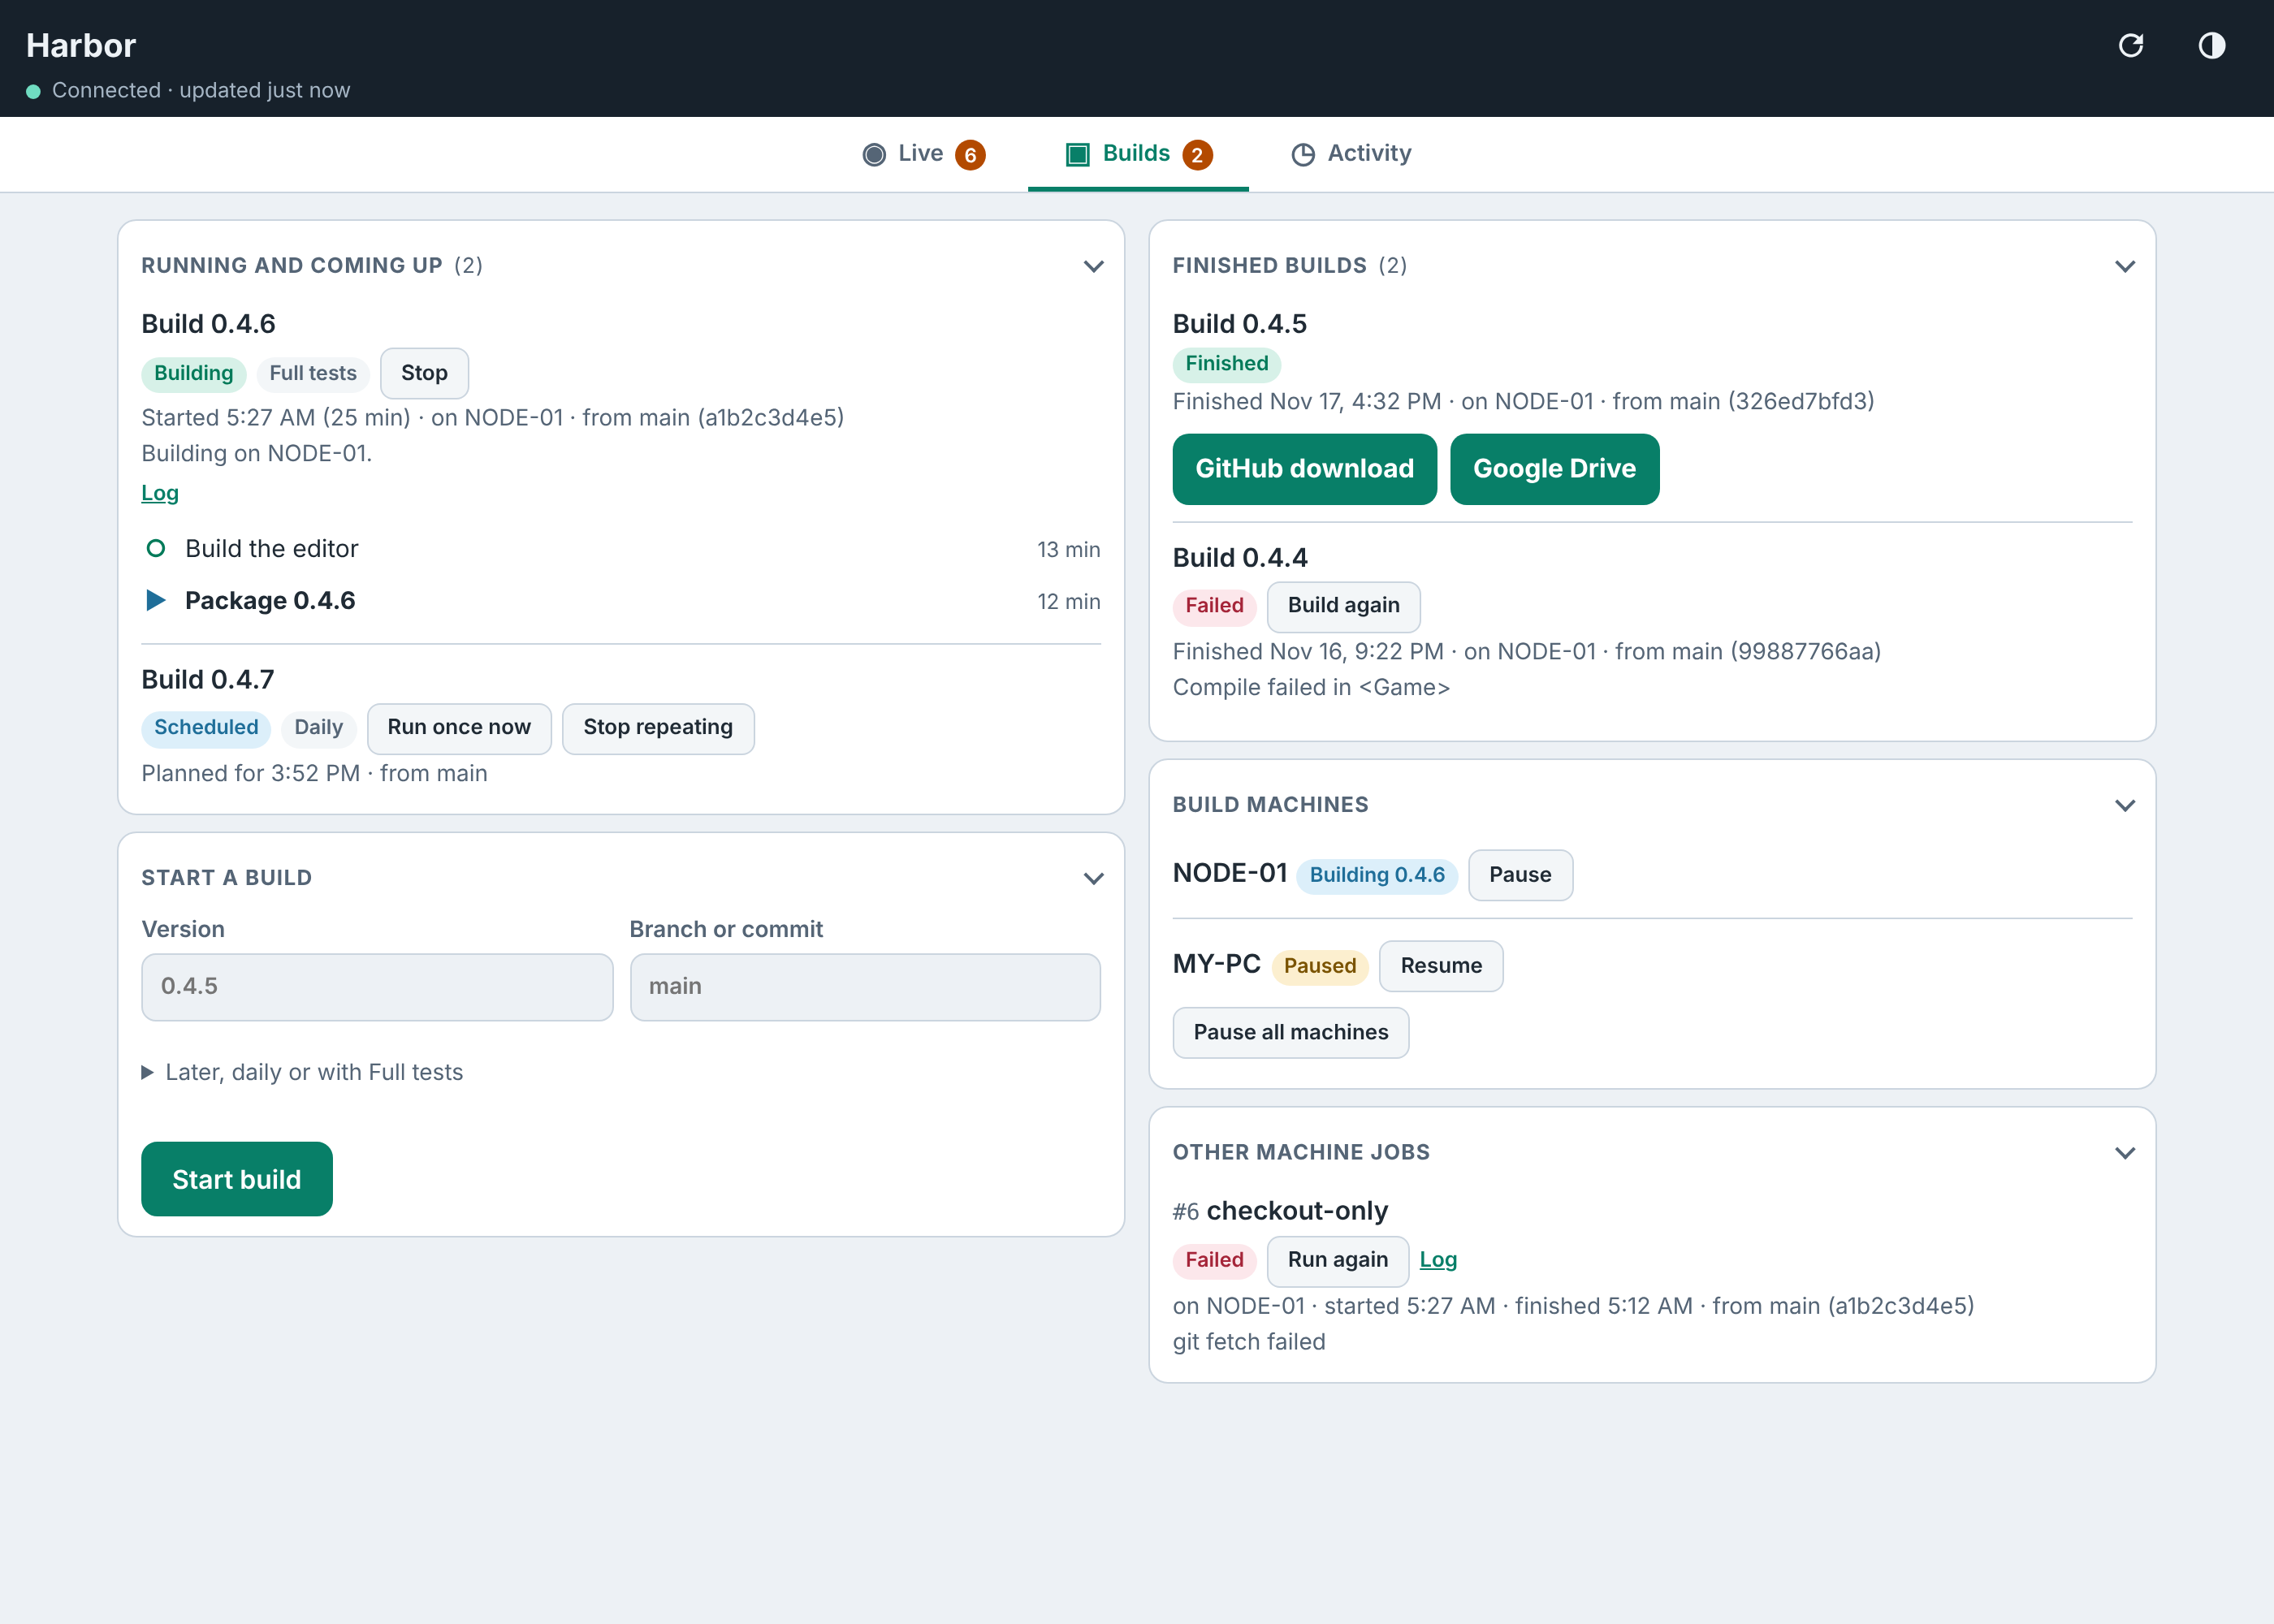 Harbor
Connected · updated just now
Live 6
Builds 2
Activity
RUNNING AND COMING UP (2)
Build 0.4.6
Building Full tests Stop
Started 5:27 AM (25 min) · on NODE-01 · from main (a1b2c3d4e5)
Building on NODE-01.
Log
Build the editor 13 min
Package 0.4.6 12 min
Build 0.4.7
Scheduled Daily Run once now Stop repeating
Planned for 3:52 PM · from main
START A BUILD
Version Branch or commit
0.4.5 main
Later, daily or with Full tests
Start build
FINISHED BUILDS (2)
Build 0.4.5
Finished
Finished Nov 17, 4:32 PM · on NODE-01 · from main (326ed7bfd3)
GitHub download Google Drive
Build 0.4.4
Failed Build again
Finished Nov 16, 9:22 PM · on NODE-01 · from main (99887766aa)
Compile failed in <Game>
BUILD MACHINES
NODE-01 Building 0.4.6 Pause
MY-PC Paused Resume
Pause all machines
OTHER MACHINE JOBS
#6 checkout-only
Failed Run again Log
on NODE-01 · started 5:27 AM · finished 5:12 AM · from main (a1b2c3d4e5)
git fetch failed